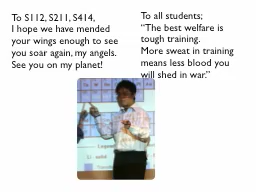 To S112, S211, S414,
I hope we have mended
your wings enough to see
you soar again, my angels.
See you on my planet!
To all students;
“The best welfare is
tough training.
More sweat in training
means less blood you
will shed in war.”